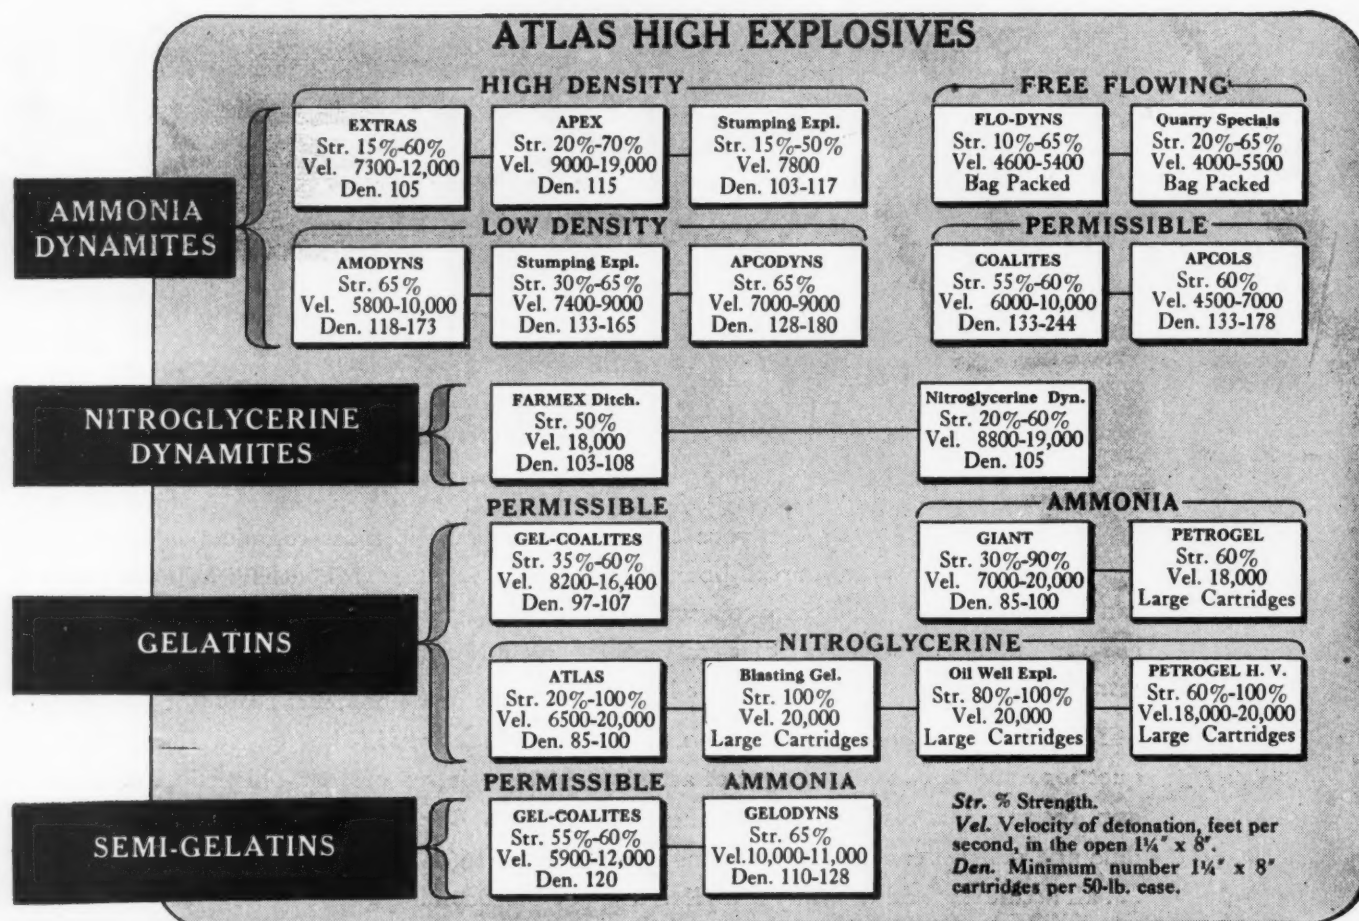 ATLAS HIGH EXPLOSIVES
AMMONIA
DYNAMITES
HIGH DENSITY
EXTRAS
Str. 15%-60%
Vel. 7300-12,000
Den. 105
APEX
Str. 20%-70%
Vel. 9000-19,000
Den. 115
Stumping Expl.
Str. 15%-50%
Vel. 7800
Den. 103-117
FREE FLOWING
FLO-DYNS
Str. 10%-65%
Vel. 4600-5400
Bag Packed
Quarry Specials
Str. 20%-65%
Vel. 4000-5500
Bag Packed
LOW DENSITY
AMODYNS
Str. 65%
Vel. 5800-10,000
Den. 118-173
Stumping Expl.
Str. 30%-65%
Vel. 7400-9000
Den. 133-165
APCODYNS
Str. 65%
Vel. 7000-9000
Den. 128-180
PERMISSIBLE
COALITES
Str. 55%-60%
Vel. 6000-10,000
Den. 133-244
APCOLS
Str. 60%
Vel. 4500-7000
Den. 133-178
NITROGLYCERINE
DYNAMITES
FARMEX Ditch.
Str. 50%
Vel. 18,000
Den. 103-108
Nitroglycerine Dyn.
Str. 20%-60%
Vel. 8800-19,000
Den. 105
GELATINS
PERMISSIBLE
GEL-COALITES
Str. 35%-60%
Vel. 8200-16,400
Den. 97-107
AMMONIA
GIANT
Str. 30%-90%
Vel. 7000-20,000
Den. 85-100
PETROGEL
Str. 60%
Vel. 18,000
Large Cartridges
NITROGLYCERINE
ATLAS
Str. 20%-100%
Vel. 6500-20,000
Den. 85-100
Blasting Gel.
Str. 100%
Vel. 20,000
Large Cartridges
Oil Well Expl.
Str. 80%-100%
Vel. 20,000
Large Cartridges
PETROGEL H. V.
Str. 60%-100%
Vel.18,000-20,000
Large Cartridges
SEMI-GELATINS
PERMISSIBLE
GEL-COALITES
Str. 55%-60%
Vel. 5900-12,000
Den. 120
AMMONIA
GELODYNS
Str. 65%
Vel.10,000-11,000
Den. 110-128
Str. % Strength.
Vel. Velocity of detonation, feet per
second, in the open 1¼" x 8".
Den. Minimum number 1¼" x 8"
cartridges per 50-lb. case.